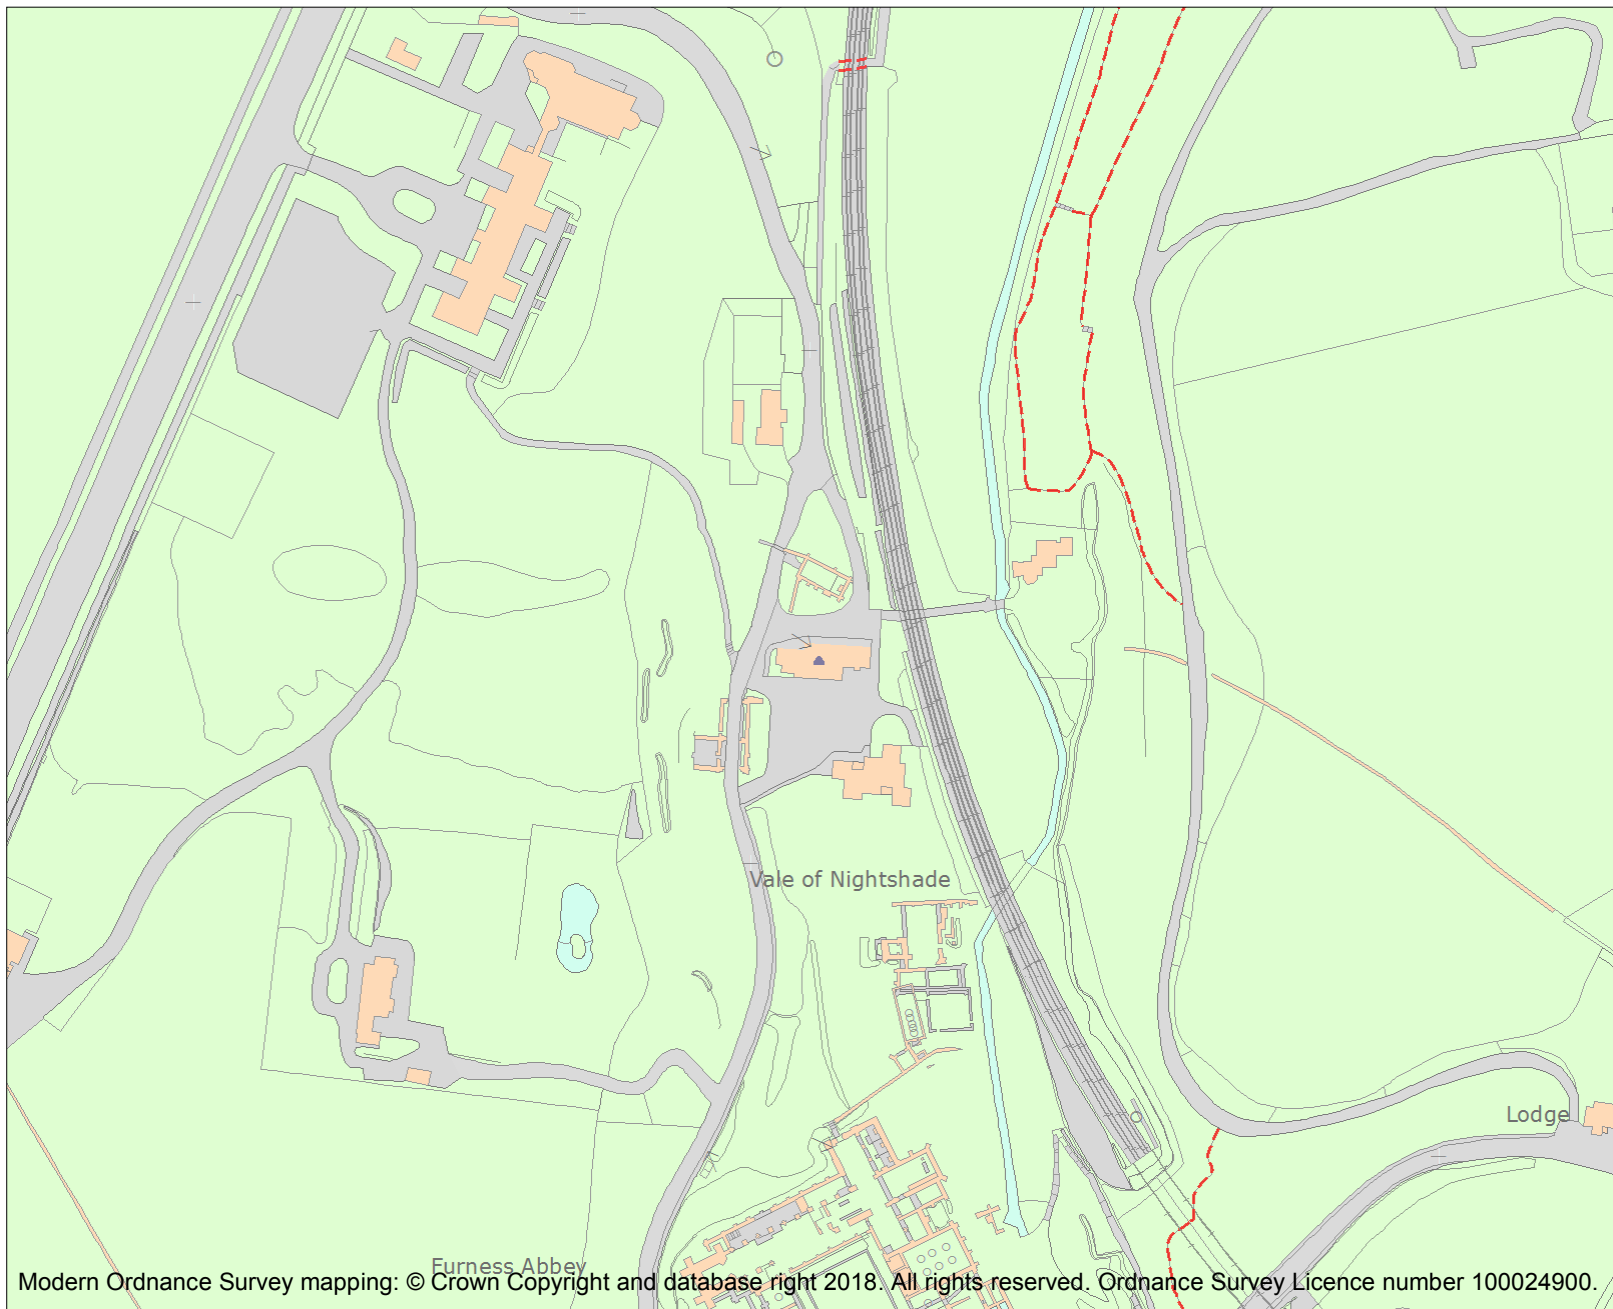 Vale of Nightshade
Lodge
Furness Abbey
Modern Ordnance Survey mapping: © Crown Copyright and database right 2018. All rights reserved. Ordnance Survey Licence number 100024900.